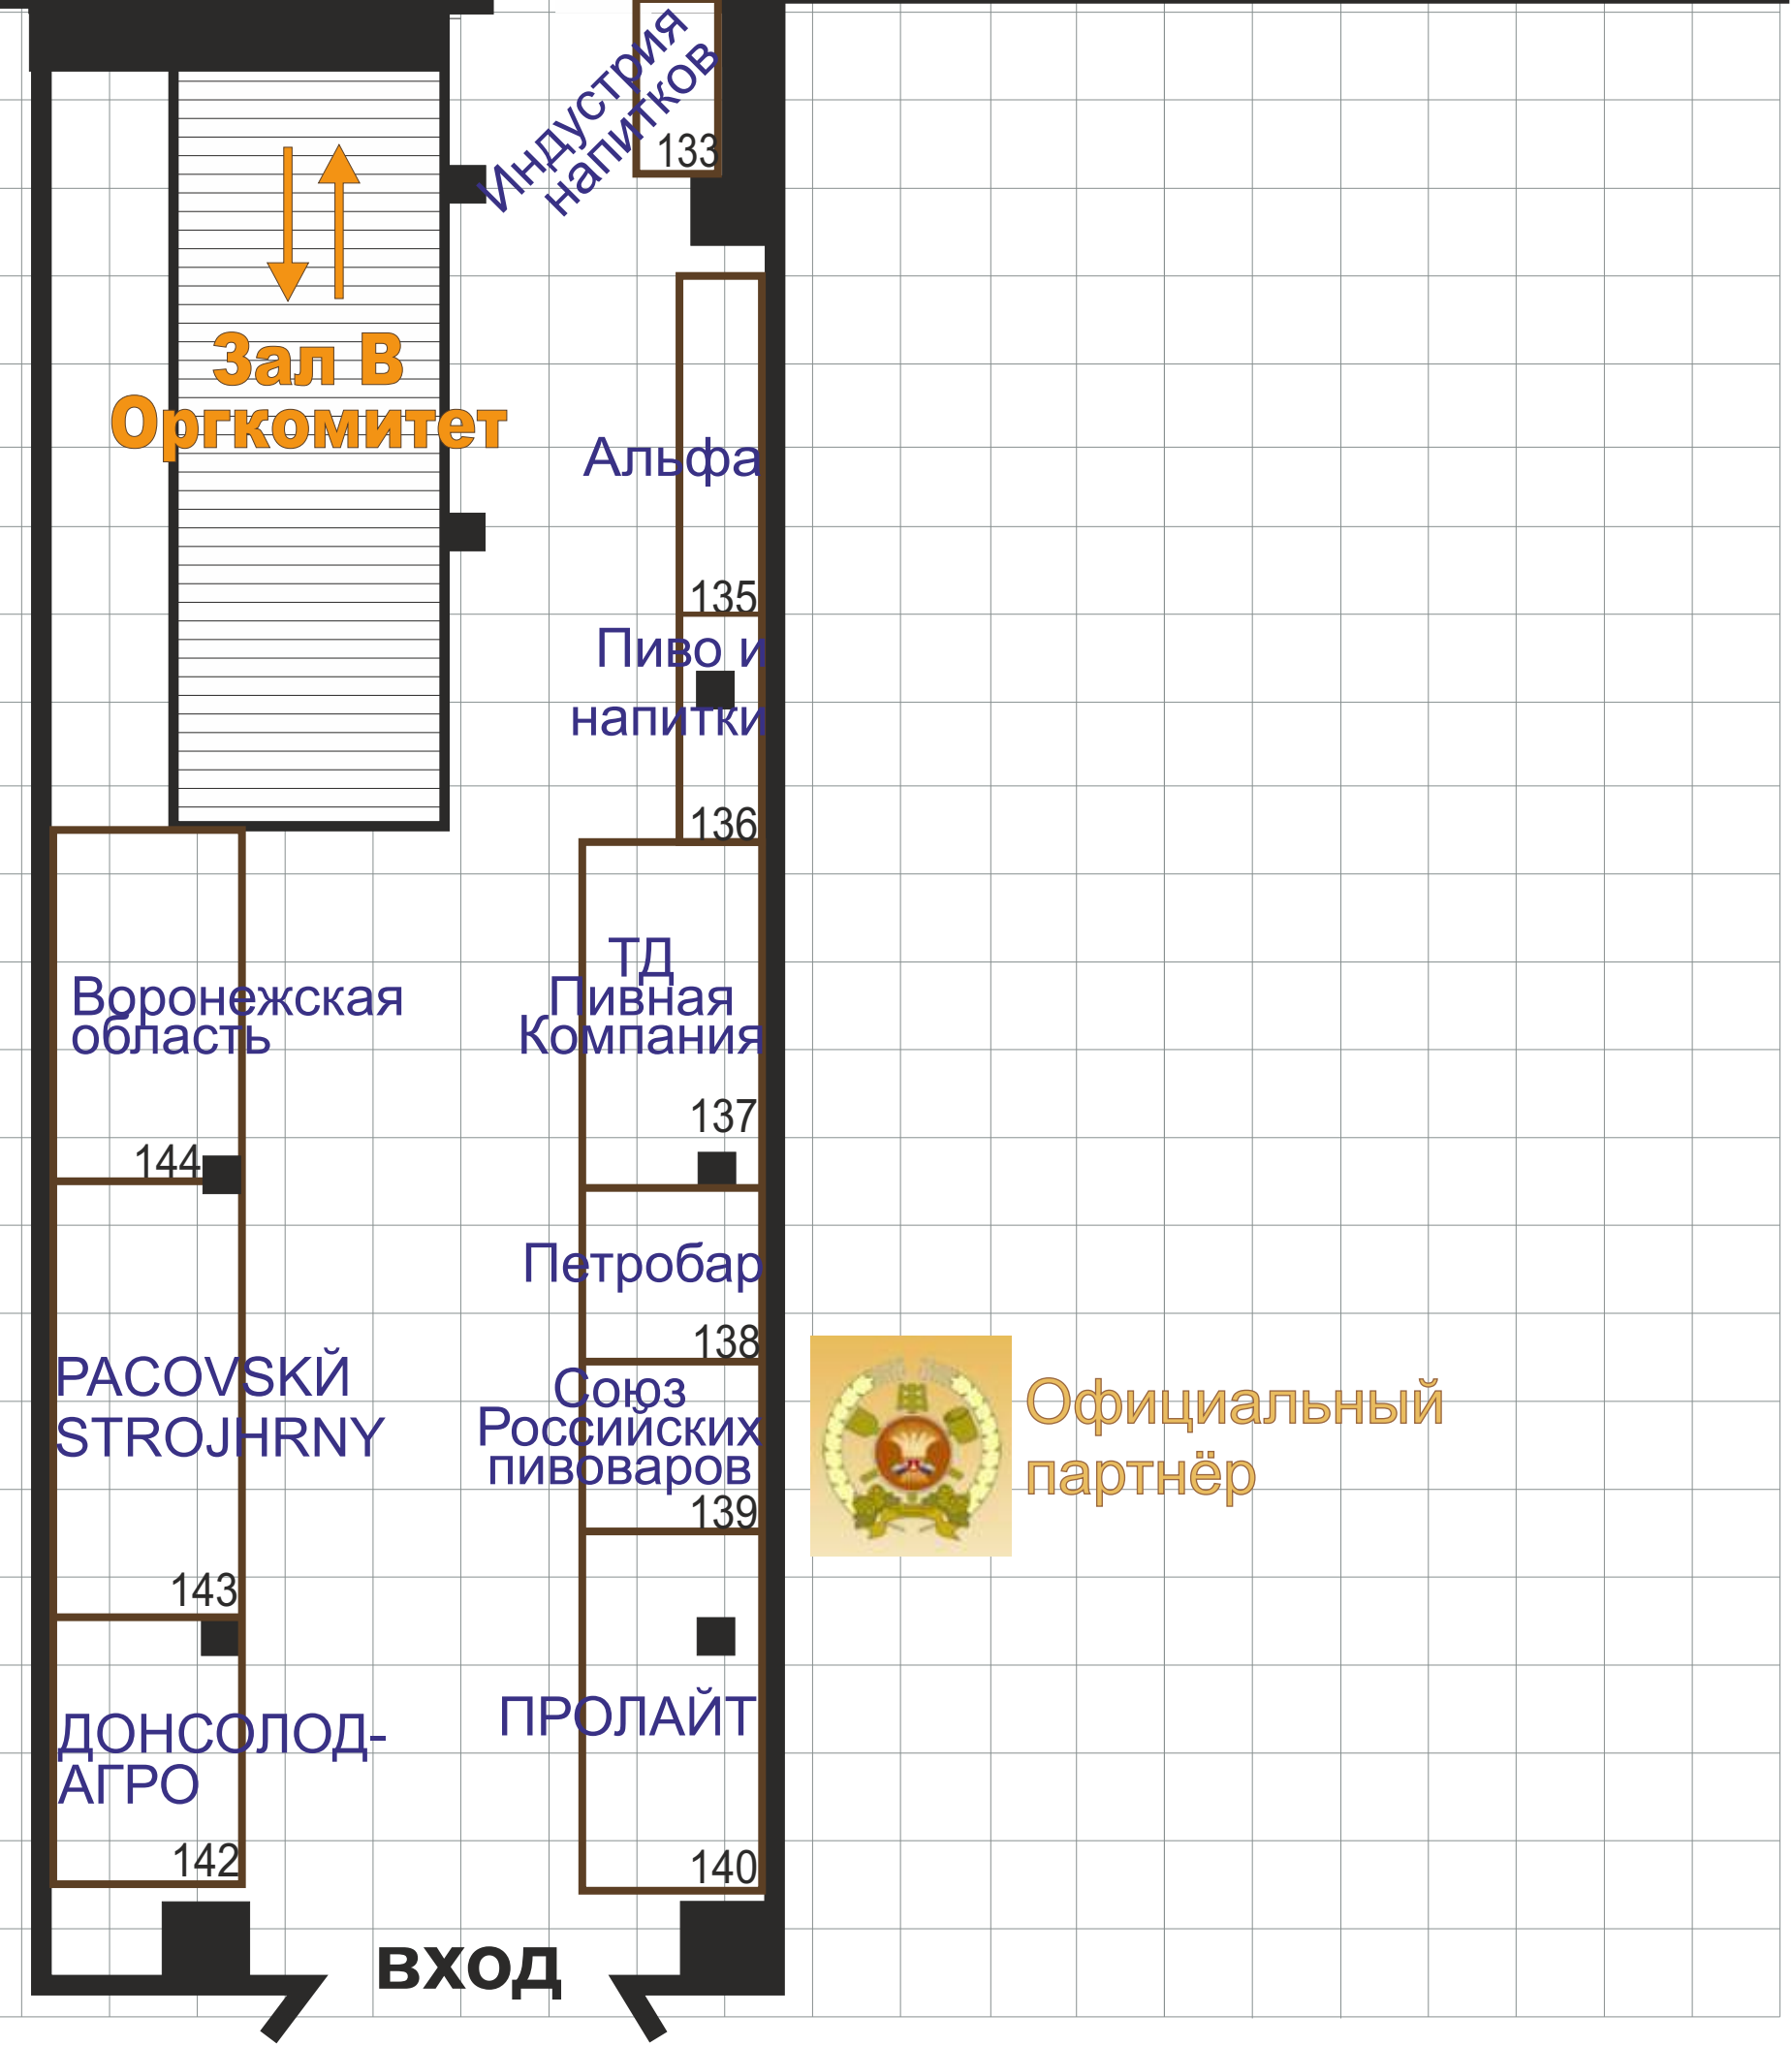 Индустрия
напитков
133
Зал В
Оргкомитет
Альфа
135
Пиво и
напитки
136
ТД
Пивная
Компания
137
Воронежская
область
144
Петробар
138
PACOVSKЙ
STROJHRNY
143
Союз
Российских
пивоваров
139
Официальный
партнёр
ПРОЛАЙТ
140
ДОНСОЛОД-
АГРО
142
вход